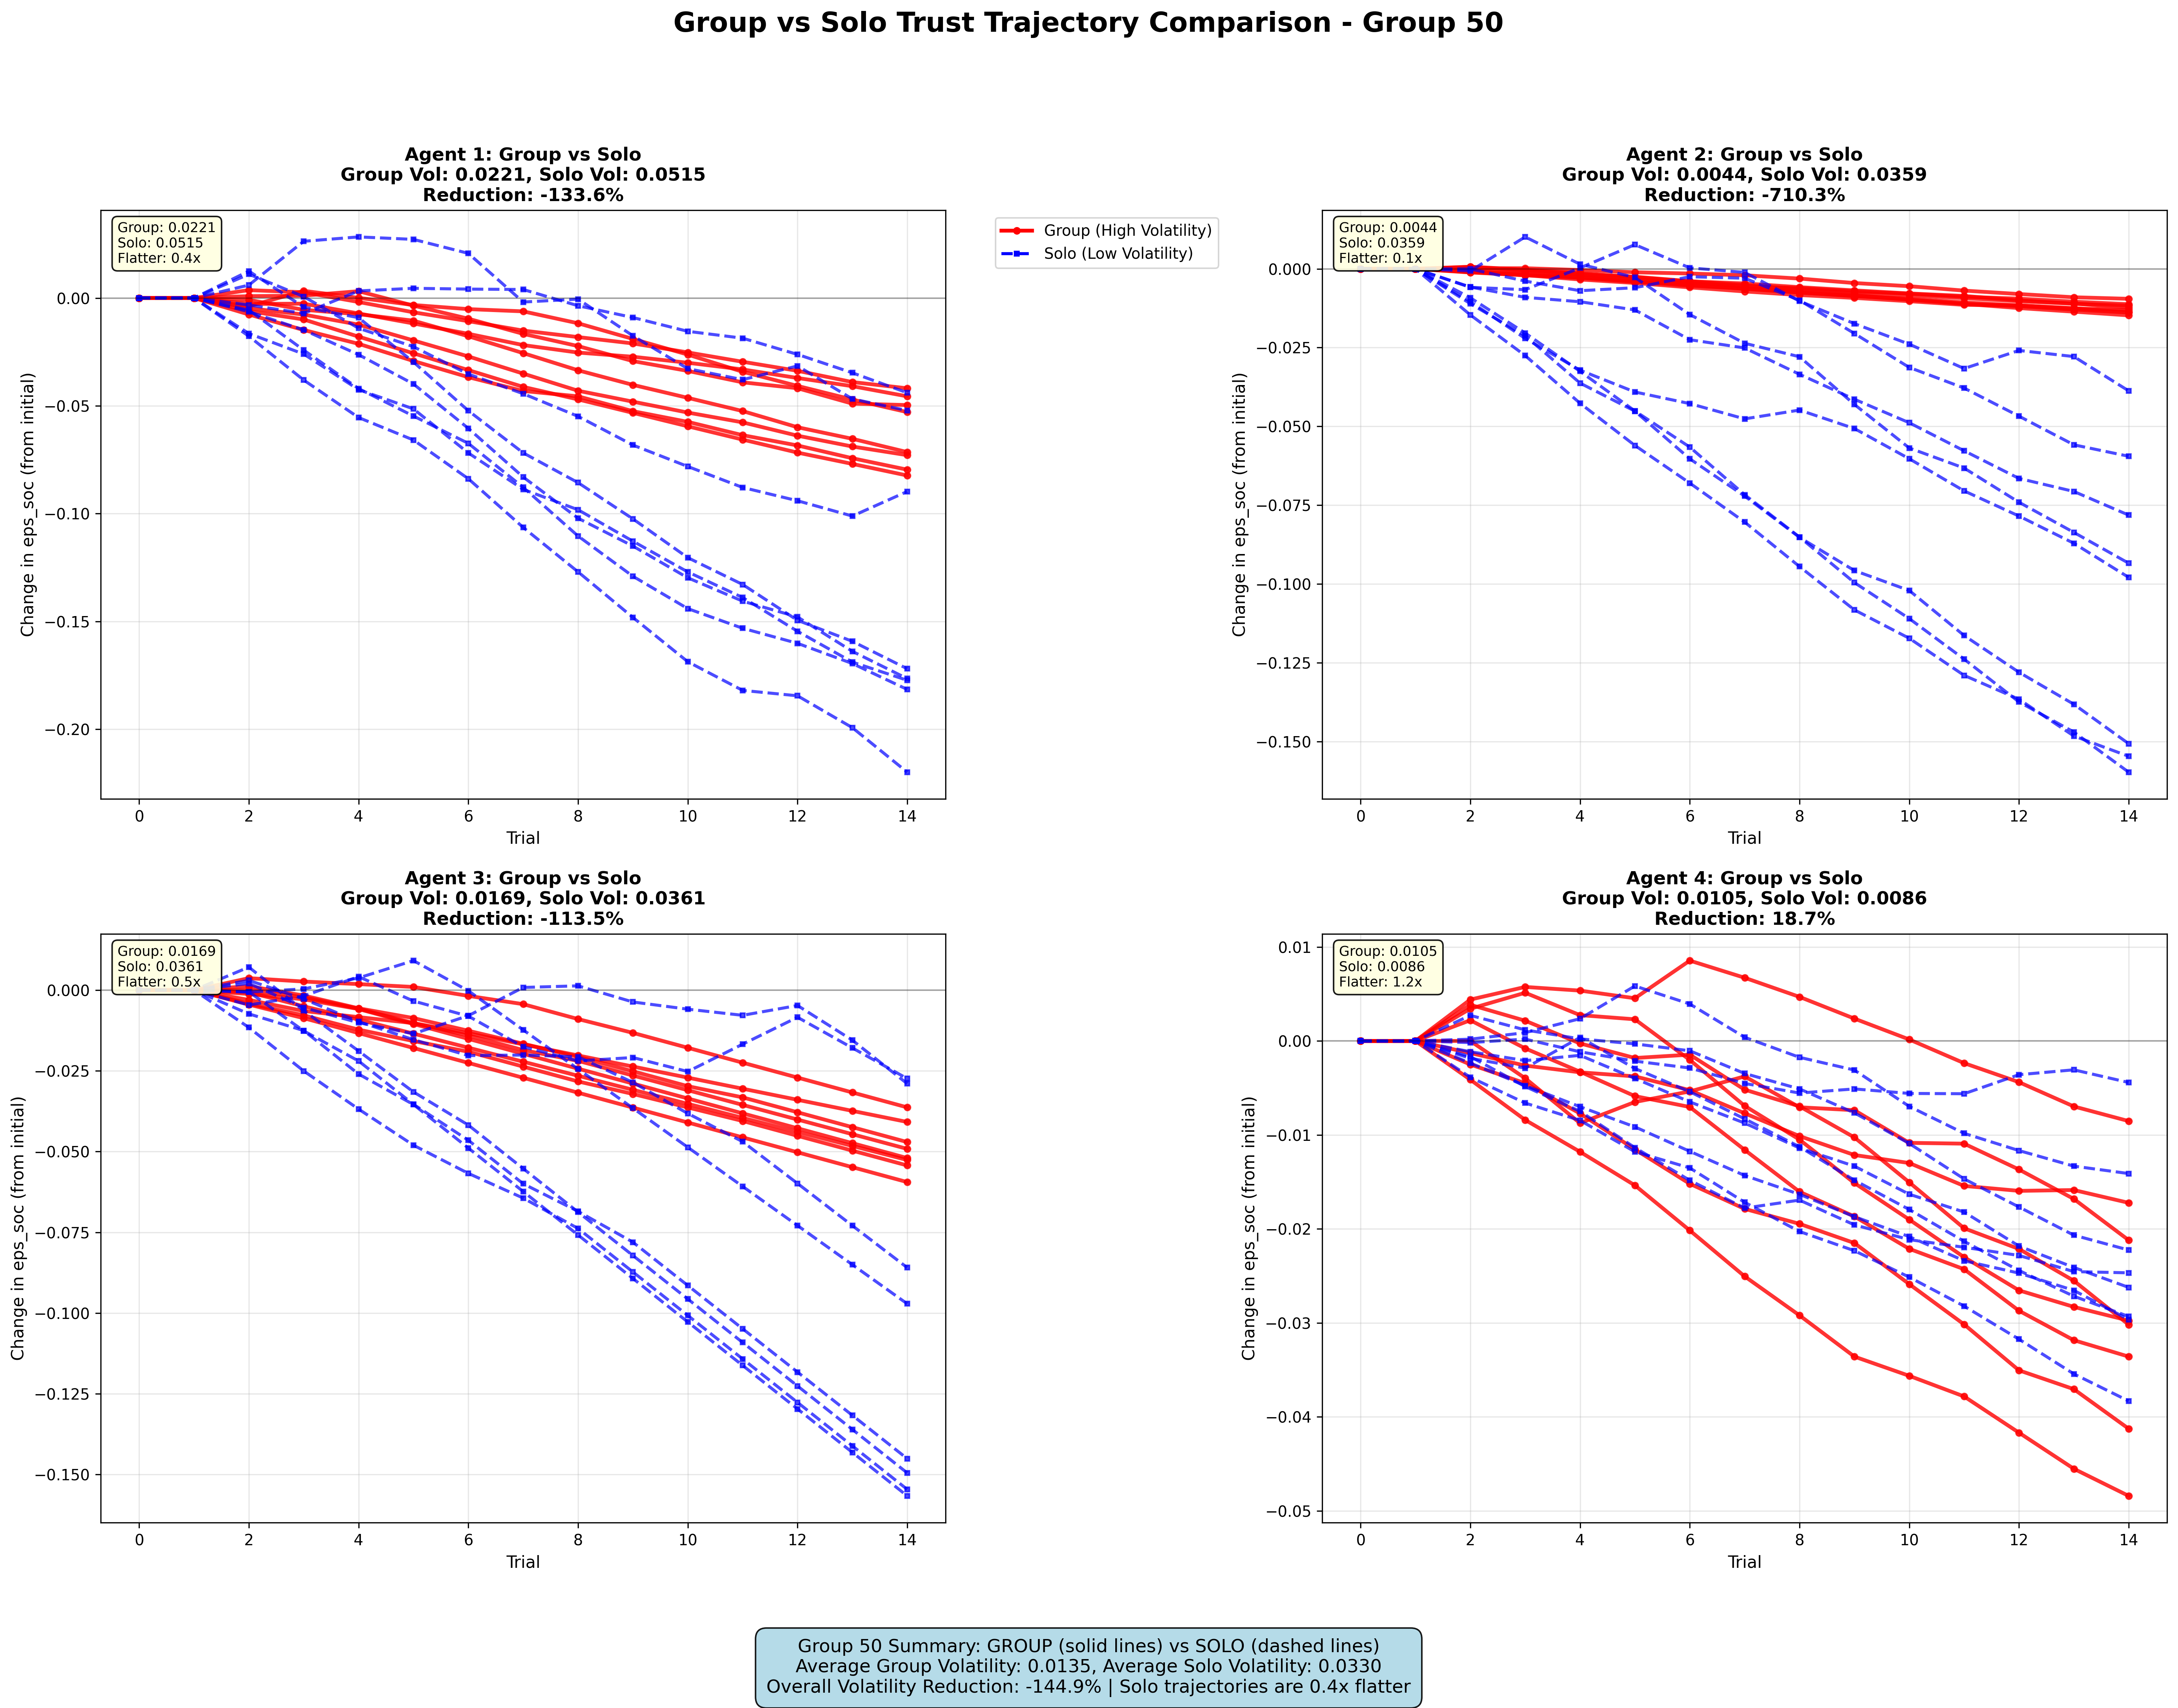 Group vs Solo Trust Trajectory Comparison - Group 50
Agent 1: Group vs Solo
Group Vol: 0.0221, Solo Vol: 0.0515
Reduction: -133.6%
Group: 0.0221
Solo: 0.0515
Flatter: 0.4x
0.00
−0.05
−0.10
−0.15
−0.20
Change in eps_soc (from initial)
0 2 4 6 8 10 12 14
Trial
Group (High Volatility)
Solo (Low Volatility)
Agent 2: Group vs Solo
Group Vol: 0.0044, Solo Vol: 0.0359
Reduction: -710.3%
Group: 0.0044
Solo: 0.0359
Flatter: 0.1x
0.000
−0.025
−0.050
−0.075
−0.100
−0.125
−0.150
Change in eps_soc (from initial)
0 2 4 6 8 10 12 14
Trial
Agent 3: Group vs Solo
Group Vol: 0.0169, Solo Vol: 0.0361
Reduction: -113.5%
Group: 0.0169
Solo: 0.0361
Flatter: 0.5x
0.000
−0.025
−0.050
−0.075
−0.100
−0.125
−0.150
Change in eps_soc (from initial)
0 2 4 6 8 10 12 14
Trial
Agent 4: Group vs Solo
Group Vol: 0.0105, Solo Vol: 0.0086
Reduction: 18.7%
Group: 0.0105
Solo: 0.0086
Flatter: 1.2x
0.01
0.00
−0.01
−0.02
−0.03
−0.04
−0.05
Change in eps_soc (from initial)
0 2 4 6 8 10 12 14
Trial
Group 50 Summary: GROUP (solid lines) vs SOLO (dashed lines)
Average Group Volatility: 0.0135, Average Solo Volatility: 0.0330
Overall Volatility Reduction: -144.9% | Solo trajectories are 0.4x flatter